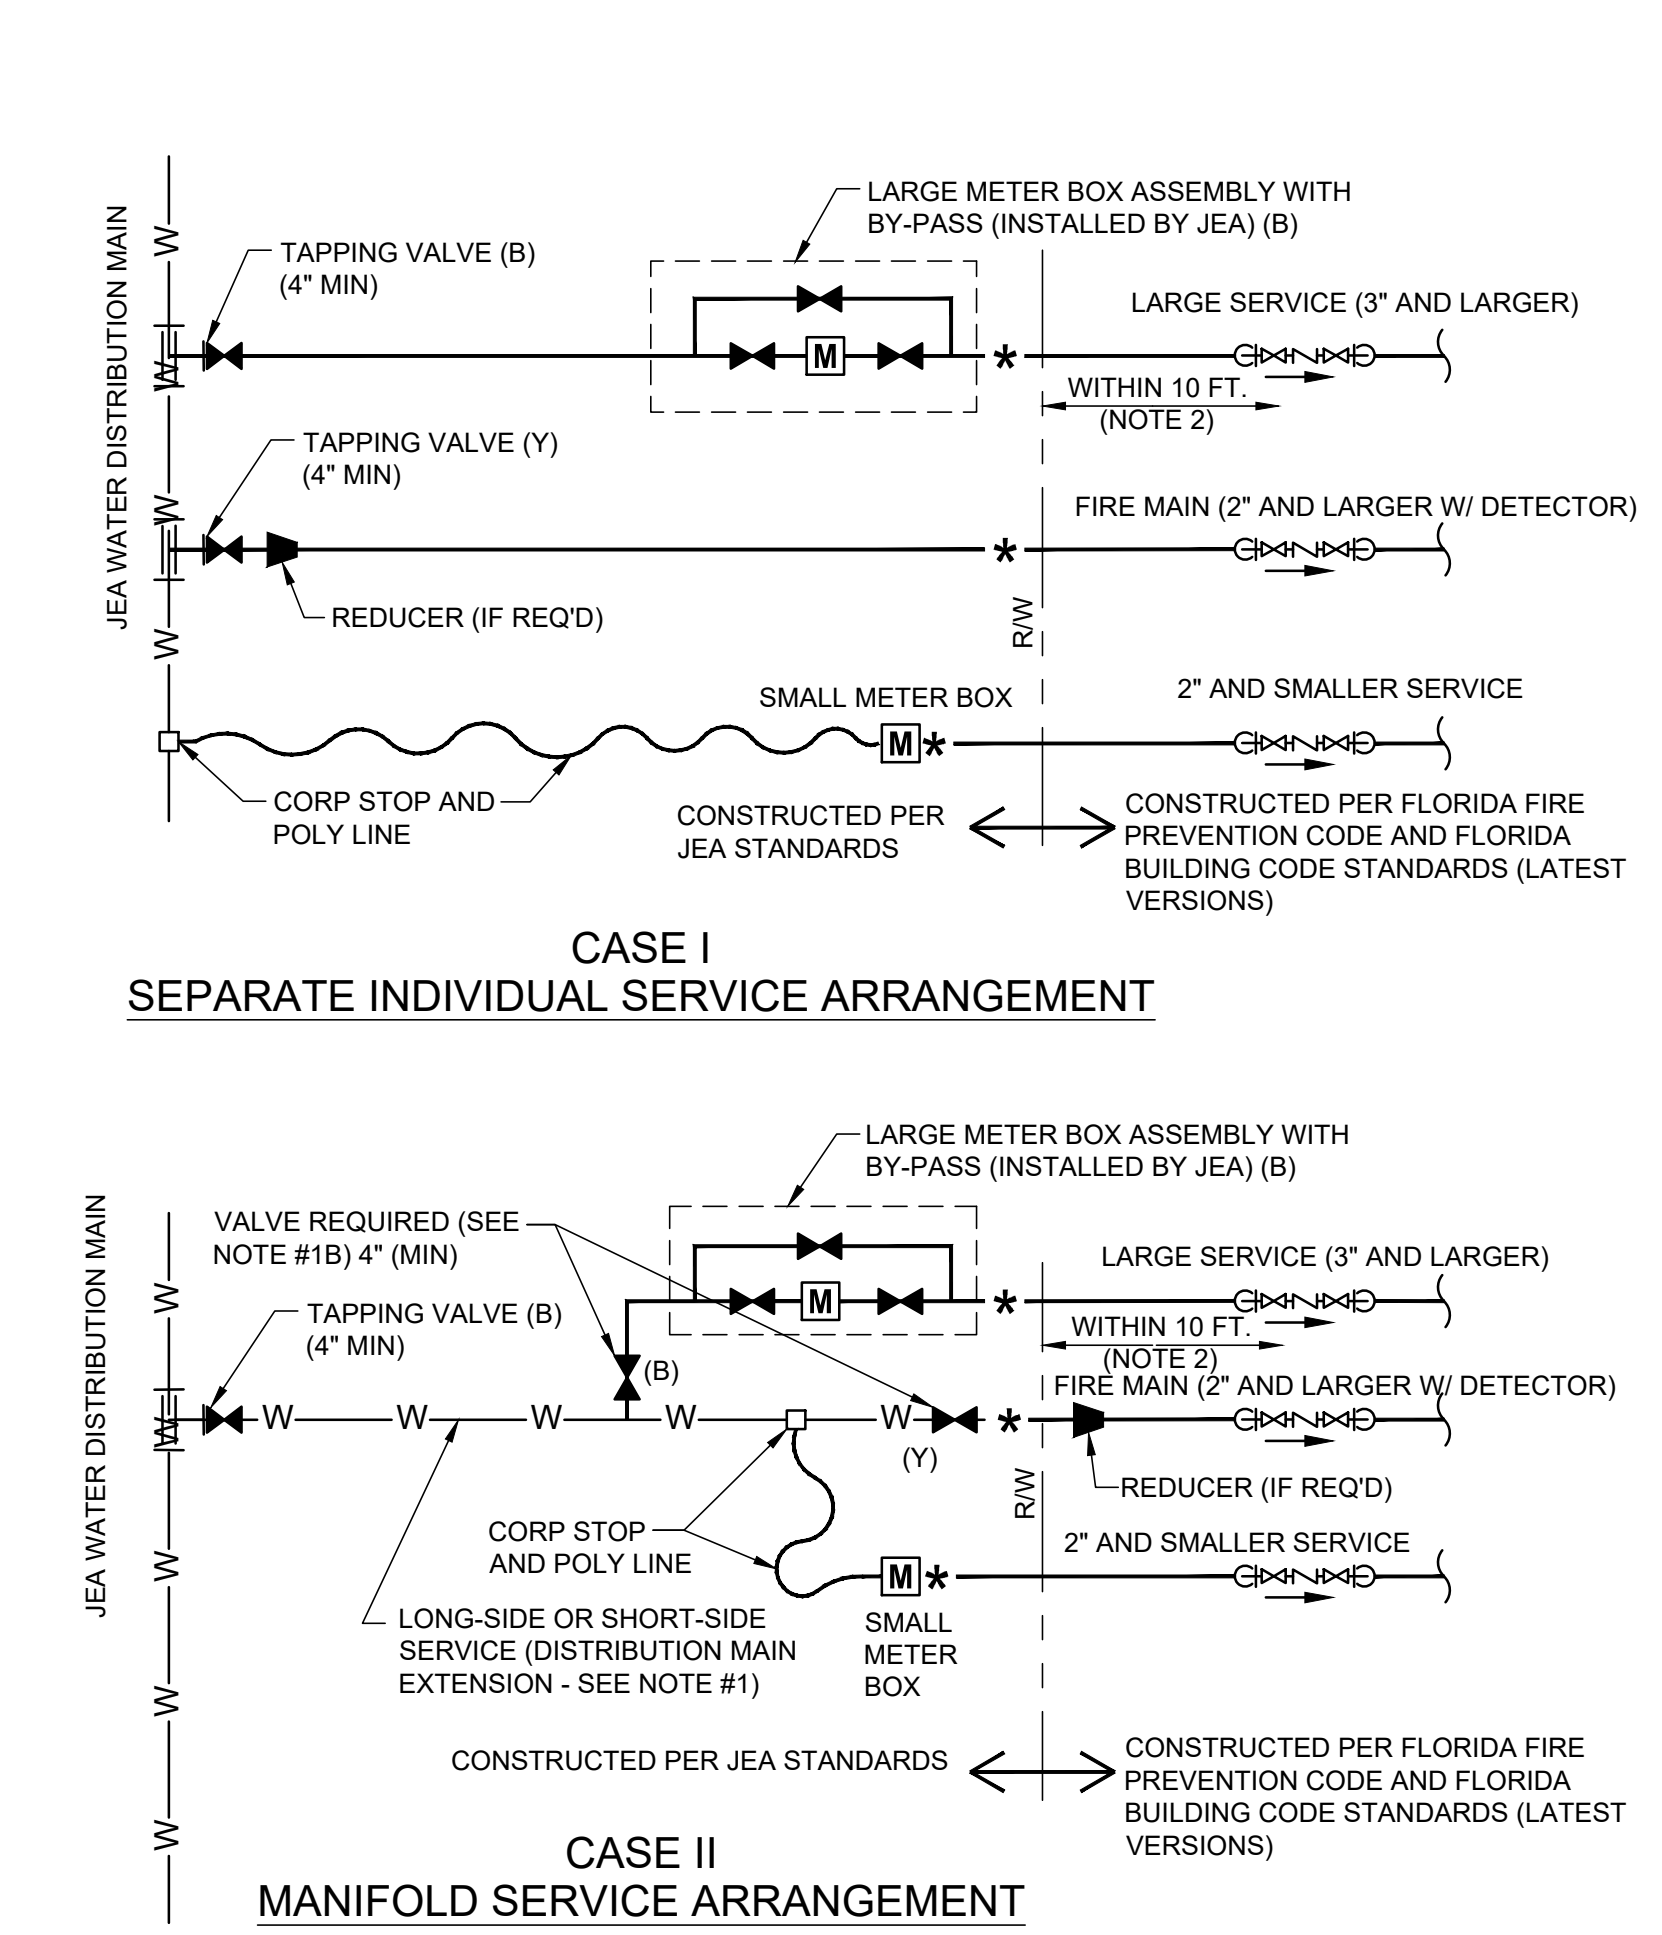 LARGE METER BOX ASSEMBLY WITH
BY-PASS (INSTALLED BY JEA) (B)
JEA WATER DISTRIBUTION MAIN
W
TAPPING VALVE (B)
(4" MIN)
LARGE SERVICE (3" AND LARGER)
W
M
*
WITHIN 10 FT.
(NOTE 2)
TAPPING VALVE (Y)
(4" MIN)
W
FIRE MAIN (2" AND LARGER W/ DETECTOR)
*
REDUCER (IF REQ'D)
R/W
W
SMALL METER BOX
2" AND SMALLER SERVICE
M
*
CORP STOP AND
POLY LINE
CONSTRUCTED PER
JEA STANDARDS
CONSTRUCTED PER FLORIDA FIRE
PREVENTION CODE AND FLORIDA
BUILDING CODE STANDARDS (LATEST
VERSIONS)
CASE I
SEPARATE INDIVIDUAL SERVICE ARRANGEMENT
LARGE METER BOX ASSEMBLY WITH
BY-PASS (INSTALLED BY JEA) (B)
JEA WATER DISTRIBUTION MAIN
VALVE REQUIRED (SEE
NOTE #1B) 4" (MIN)
LARGE SERVICE (3" AND LARGER)
W
M
*
TAPPING VALVE (B)
(4" MIN)
WITHIN 10 FT.
(NOTE 2)
(B)
FIRE MAIN (2" AND LARGER W/ DETECTOR)
W W W W W W
*
(Y)
R/W
REDUCER (IF REQ'D)
CORP STOP
AND POLY LINE
2" AND SMALLER SERVICE
W
M
*
LONG-SIDE OR SHORT-SIDE
SERVICE (DISTRIBUTION MAIN
EXTENSION - SEE NOTE #1)
SMALL
METER
BOX
W
CONSTRUCTED PER JEA STANDARDS
CONSTRUCTED PER FLORIDA FIRE
PREVENTION CODE AND FLORIDA
BUILDING CODE STANDARDS (LATEST
VERSIONS)
W
CASE II
MANIFOLD SERVICE ARRANGEMENT